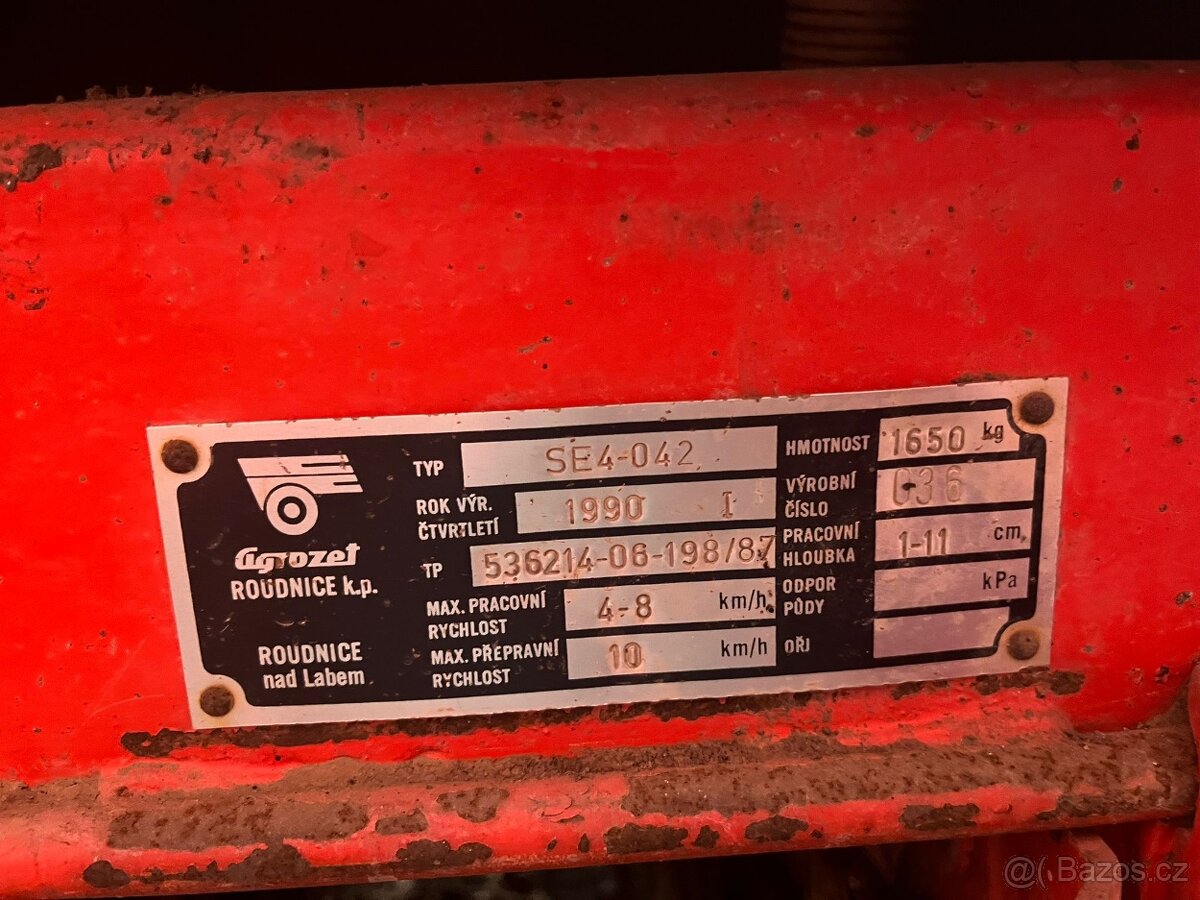 Agrozet
ROUDNICE k.p.
ROUDNICE
nad Labem
TYP SE4-042
ROK VÝR.
ČTVRTLETÍ 1990 I
TP 536214-06-198/87
MAX. PRACOVNÍ
RYCHLOST 4-8 km/h
MAX. PŘEPRAVNÍ
RYCHLOST 10 km/h
HMOTNOST 1650 kg
VÝROBNÍ
ČÍSLO 036
PRACOVNÍ
HLOUBKA 1-11 cm
ODPOR
PŮDY kPa
OŘJ
Bazos.cz